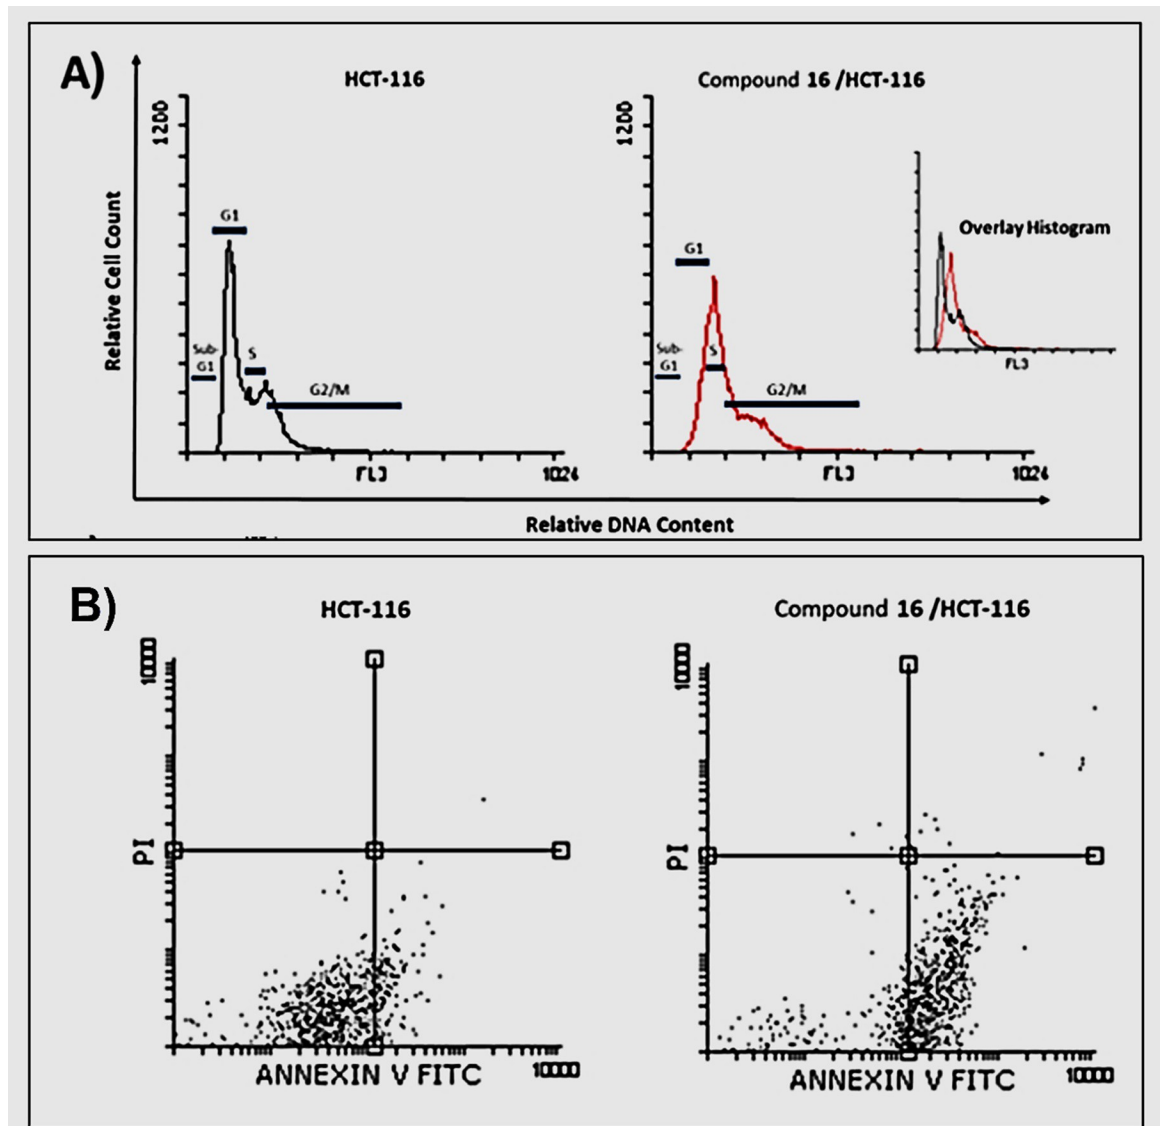 A)
HCT-116
Compound 16 /HCT-116
1200
1200
Relative Cell Count
G1
Sub-
G1
S
G2/M
G1
Sub-
G1
S
G2/M
Overlay Histogram
FL3
FL3
1024
FL3
1024
Relative DNA Content
B)
HCT-116
Compound 16 /HCT-116
10000
10000
PI
PI
ANNEXIN V FITC
10000
ANNEXIN V FITC
10000